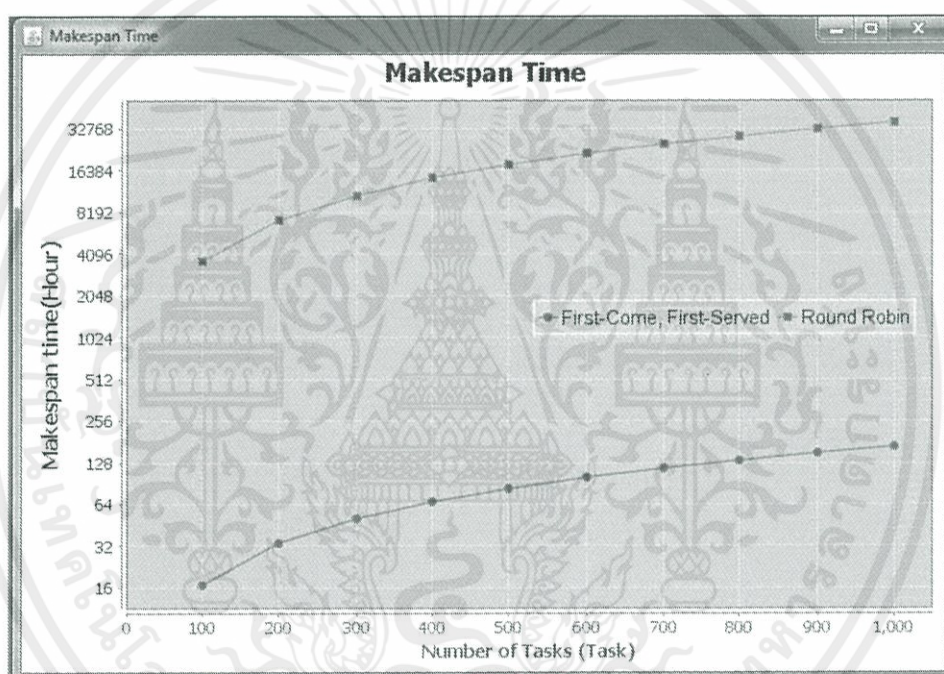 Makespan Time
Makespan Time
Makespan time(Hour)
32768
16384
8192
4096
2048
1024
512
256
128
64
32
16
First-Come, First-Served Round Robin
0 100 200 300 400 500 600 700 800 900 1,000
Number of Tasks (Task)